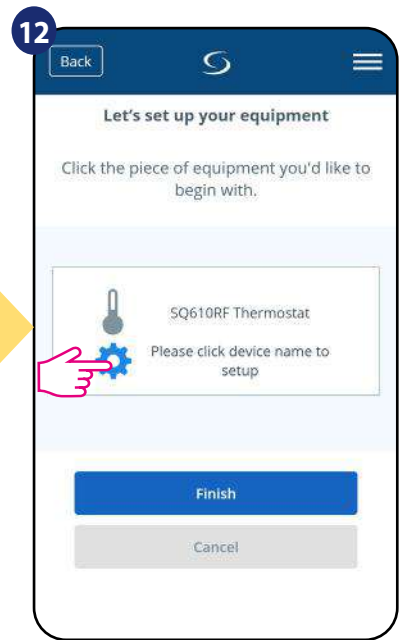 12
Back
Let's set up your equipment
Click the piece of equipment you'd like to
begin with.
SQ610RF Thermostat
Please click device name to
setup
Finish
Cancel